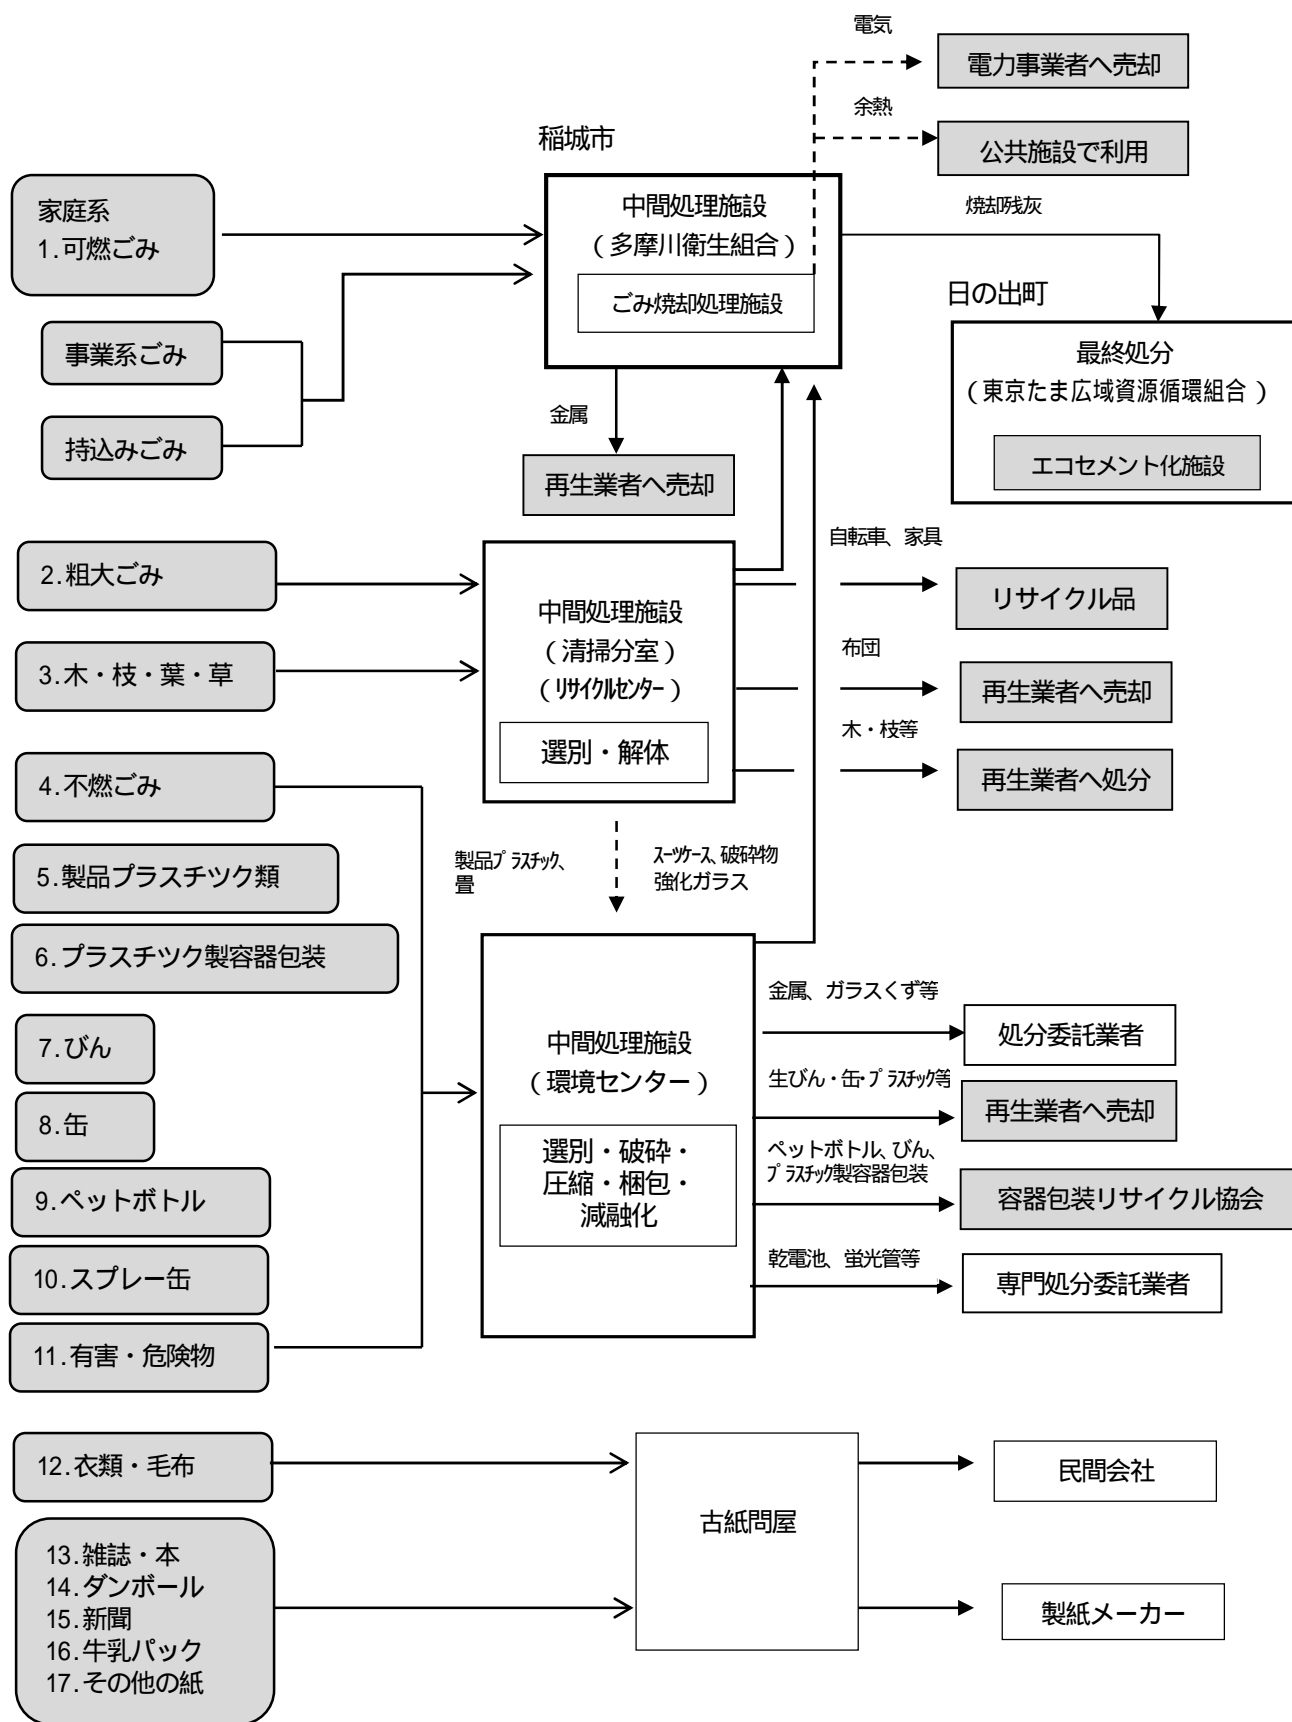 電気
電力事業者へ売却
余熱
公共施設で利用
稲城市
家庭系
1.可燃ごみ
中間処理施設
（多摩川衛生組合）
ごみ焼却処理施設
焼却残灰
日の出町
最終処分
（東京たま広域資源循環組合）
エコセメント化施設
事業系ごみ
持込みごみ
金属
再生業者へ売却
2.粗大ごみ
3.木・枝・葉・草
中間処理施設
（清掃分室）
（リサイクルセンター）
選別・解体
自転車、家具
リサイクル品
布団
再生業者へ売却
木・枝等
再生業者へ処分
4.不燃ごみ
5.製品プラスチツク類
6.プラスチツク製容器包装
7.びん
8.缶
9.ペットボトル
10.スプレー缶
11.有害・危険物
製品プラスチック、
畳
スーツケース、破砕物
強化ガラス
中間処理施設
（環境センター）
選別・破砕・
圧縮・梱包・
減融化
金属、ガラスくず等
処分委託業者
生びん・缶・プラスチック等
再生業者へ売却
ペットボトル、びん、
プラスチック製容器包装
容器包装リサイクル協会
乾電池、蛍光管等
専門処分委託業者
12.衣類・毛布
13.雑誌・本
14.ダンボール
15.新聞
16.牛乳パック
17.その他の紙
古紙問屋
民間会社
製紙メーカー